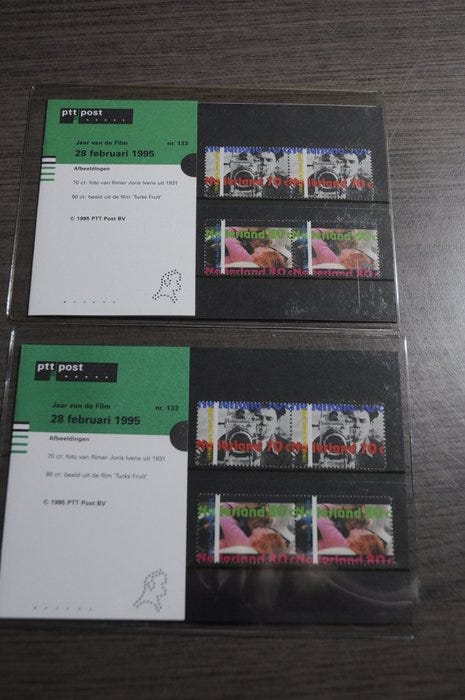 ptt post
Jaar van de Film nr. 133
28 februari 1995
Afbeeldingen
70 ct: foto van filmer Joris Ivens uit 1931
80 ct: beeld uit de film 'Turks Fruit'
© 1995 PTT Post BV
Nederland 70 c
Nederland 80
Nederland 80 c
ptt post
Jaar van de Film nr. 133
28 februari 1995
Afbeeldingen
70 ct: foto van filmer Joris Ivens uit 1931
80 ct: beeld uit de film 'Turks Fruit'
© 1995 PTT Post BV
Nederland 70 c
Nederland 80
Nederland 80 c